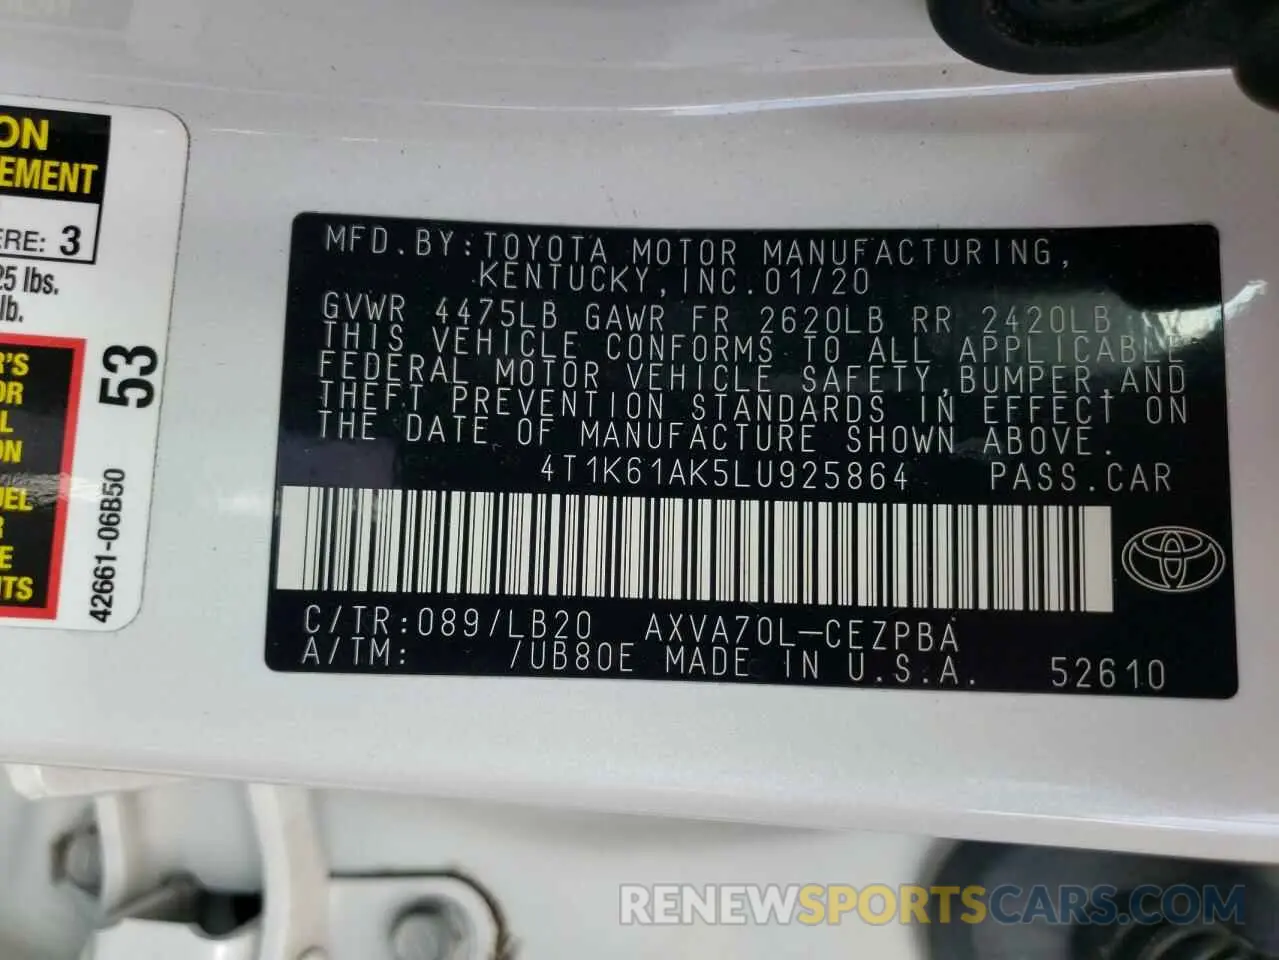 ON
EMENT
ERE: 3
25 lbs.
lb.
R'S
OR
L
ON
UEL
R
E
ITS
53
42661-06B50
MFD.BY:TOYOTA MOTOR MANUFACTURING,
KENTUCKY,INC.01/20
GVWR 4475LB GAWR FR 2620LB RR 2420LB
THIS VEHICLE CONFORMS TO ALL APPLICABLE
FEDERAL MOTOR VEHICLE SAFETY,BUMPER,AND
THEFT PREVENTION STANDARDS IN EFFECT ON
THE DATE OF MANUFACTURE SHOWN ABOVE.
4T1K61AK5LU925864 PASS.CAR
C/TR:089/LB20 AXVA70L-CEZPBA
A/TM: /UB80E MADE IN U.S.A. 52610
RENEWSPORTSCARS.COM